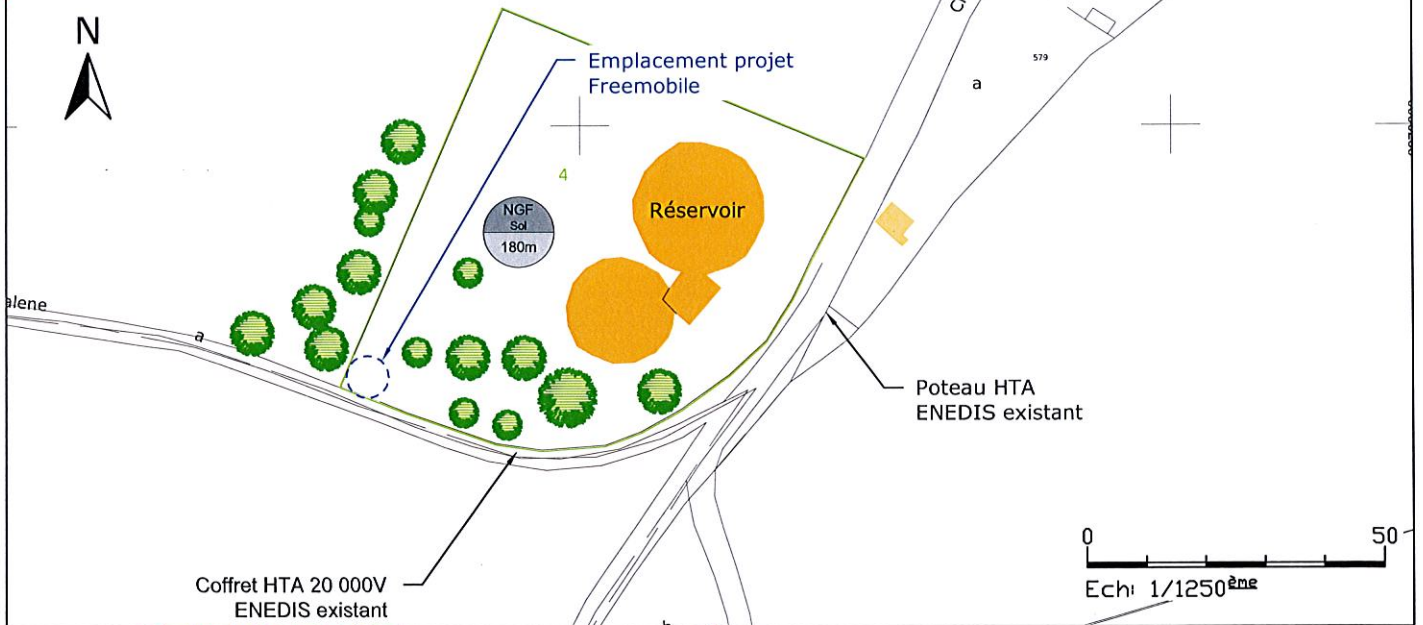 N
Emplacement projet
Freemobile
579
a
4
NGF
Sol
180m
Réservoir
alene
a
Poteau HTA
ENEDIS existant
0
50
Ech: 1/1250ème
Coffret HTA 20 000V
ENEDIS existant